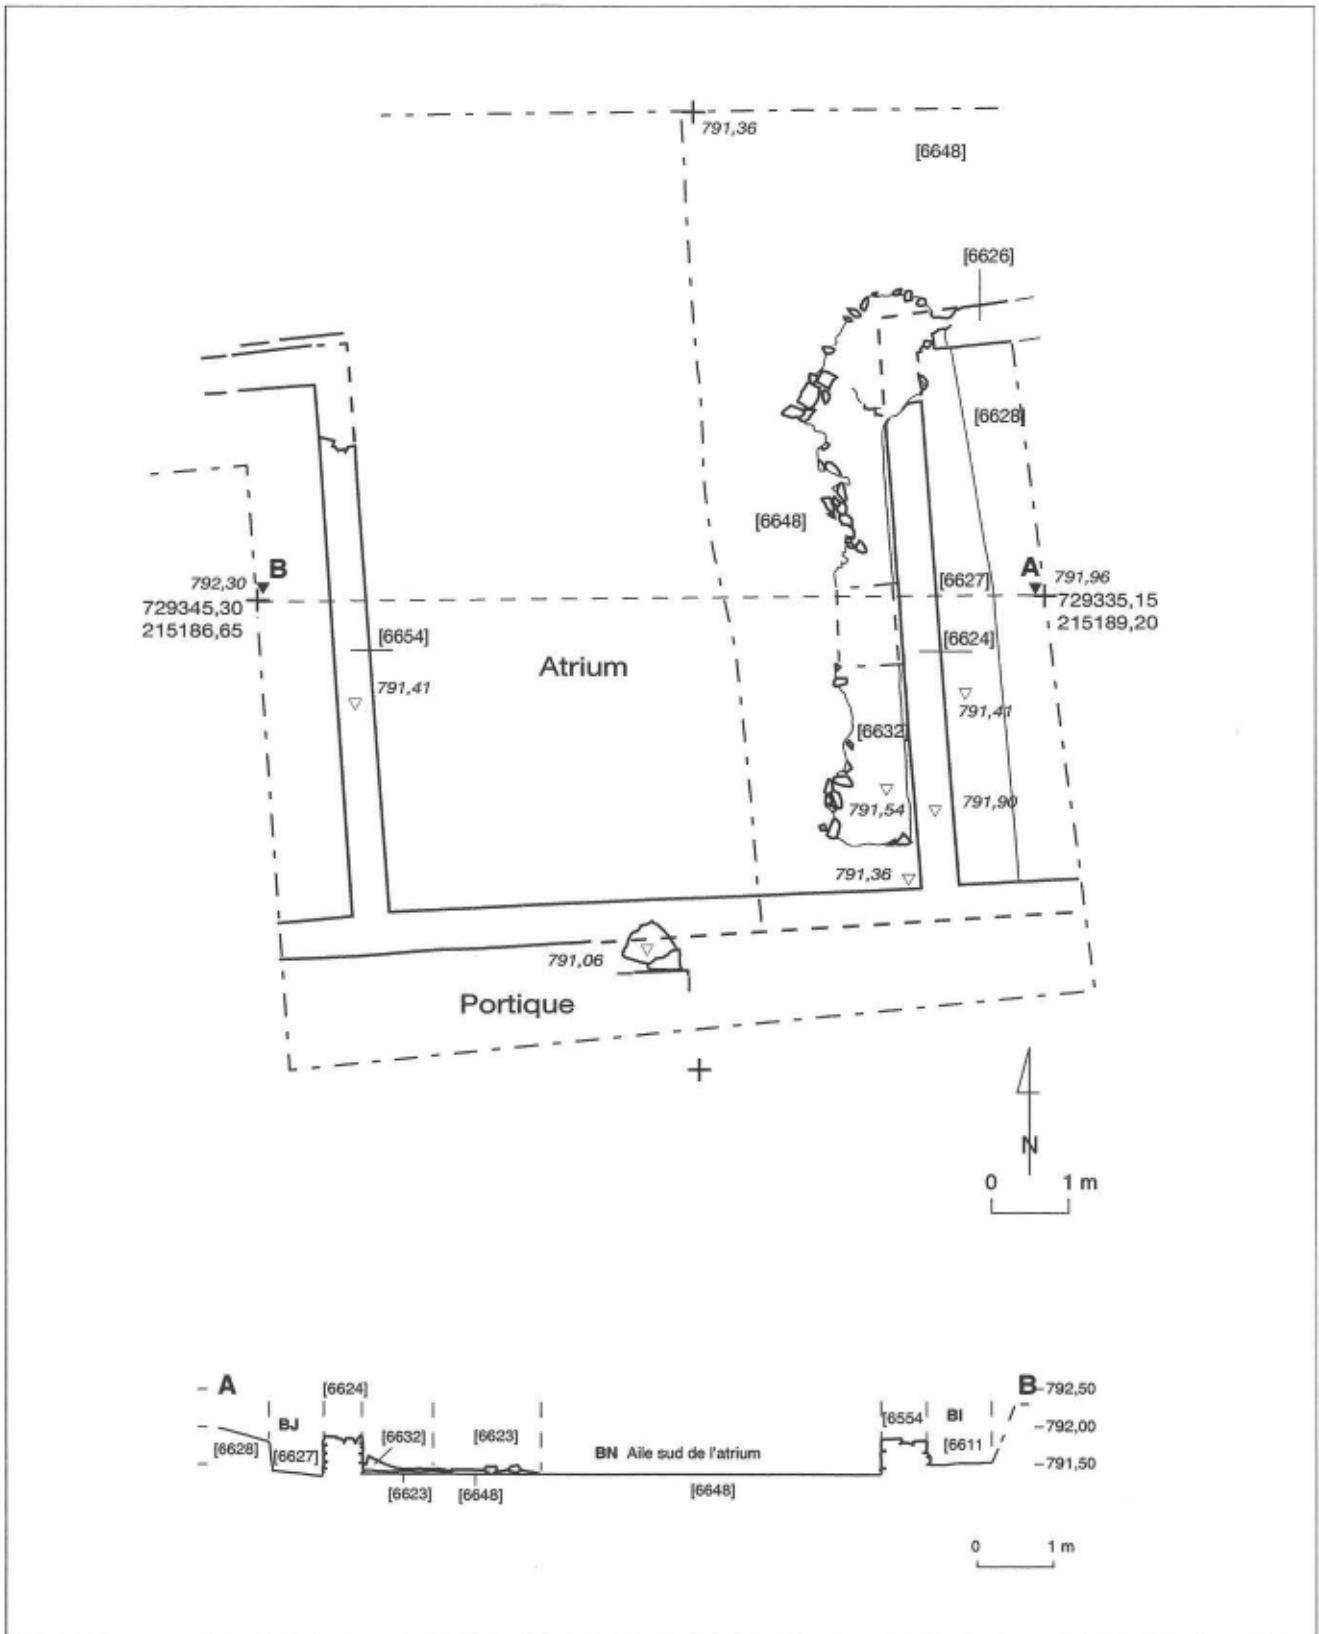 791,36
[6648]
[6626]
[6628]
[6648]
B
792,30
729345,30
215186,65
[6627]
A
791,96
729335,15
215189,20
[6654]
[6624]
Atrium
791,41
791,41
[6632]
791,54
791,90
791,36
791,06
Portique
N
0 1 m
A
[6624]
B
792,50
BJ
[6632]
[6623]
[6554
BI
792,00
[6628]
[6627]
BN Aile sud de l'atrium
[6611
791,50
[6623]
[6648]
[6648]
0 1 m